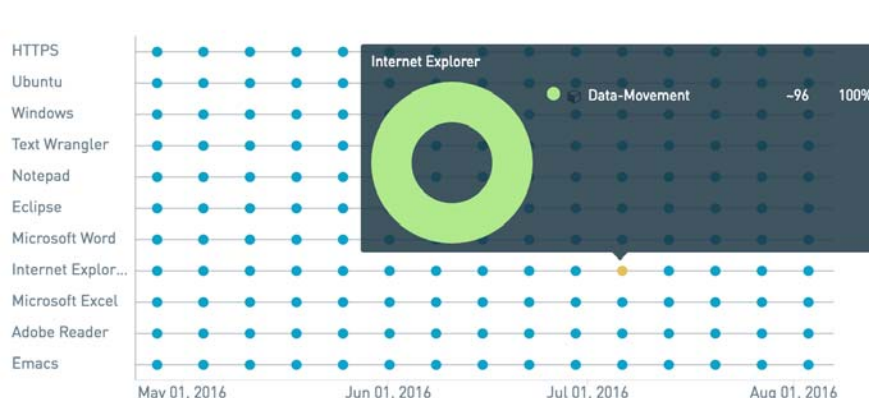 HTTPS
Internet Explorer
Ubuntu
Data-Movement ~96 100%
Windows
Text Wrangler
Notepad
Eclipse
Microsoft Word
Internet Explor...
Microsoft Excel
Adobe Reader
Emacs
May 01, 2016 Jun 01, 2016 Jul 01, 2016 Aug 01, 2016